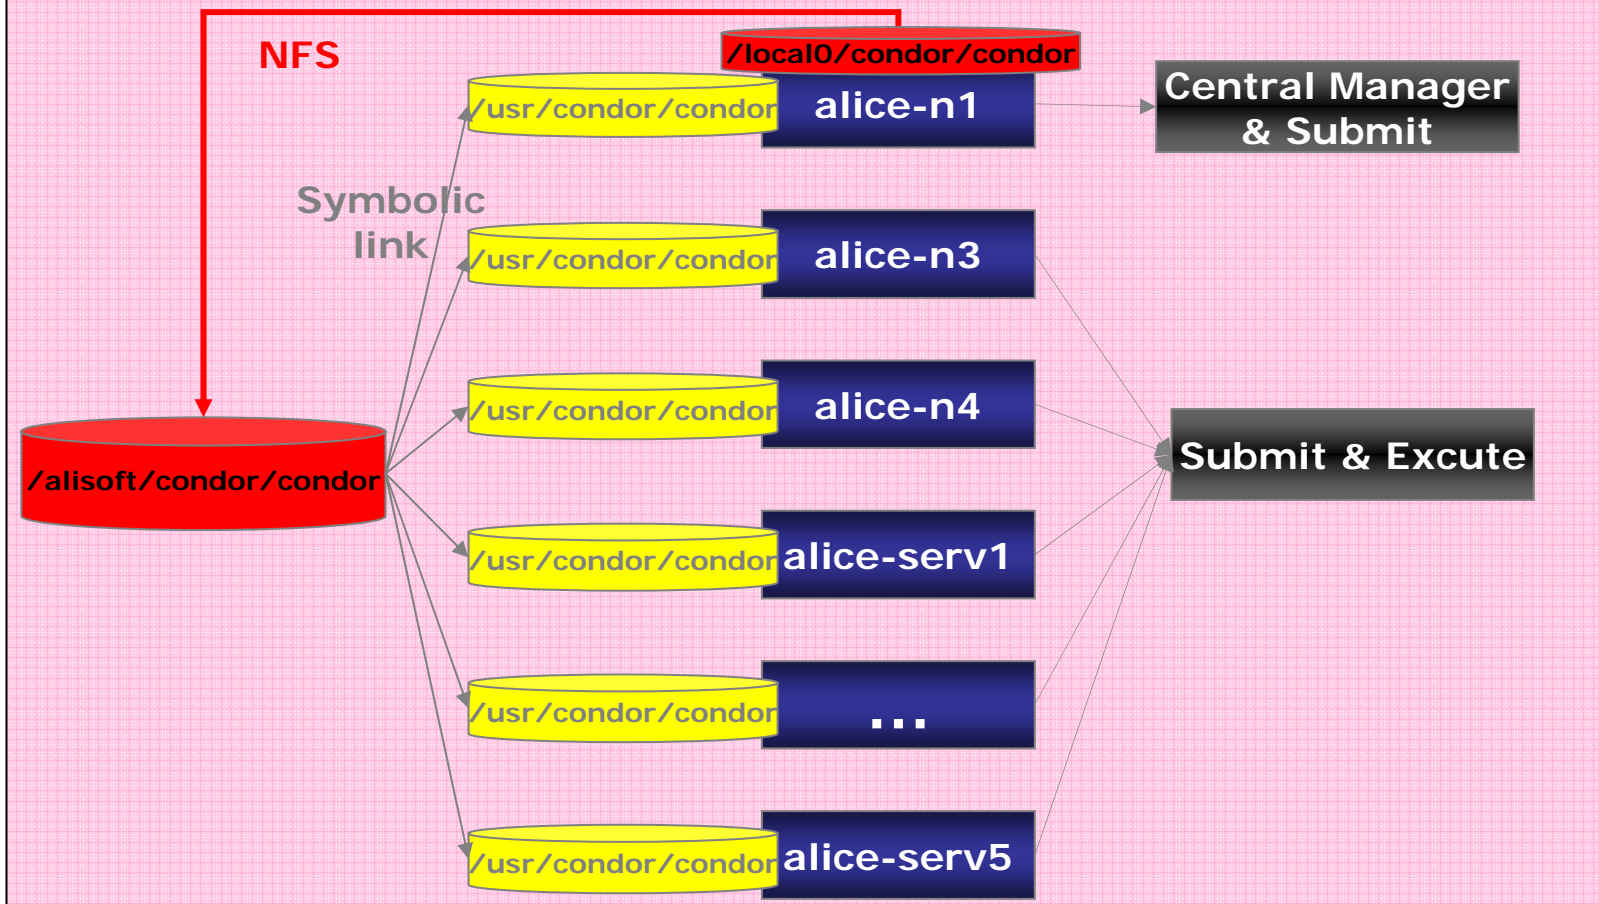 NFS
/local0/condor/condor
/usr/condor/condor
alice-n1
Central Manager
& Submit
Symbolic
link
/usr/condor/condor
alice-n3
/usr/condor/condor
alice-n4
/alisoft/condor/condor
Submit & Excute
/usr/condor/condor
alice-serv1
/usr/condor/condor
...
/usr/condor/condor
alice-serv5